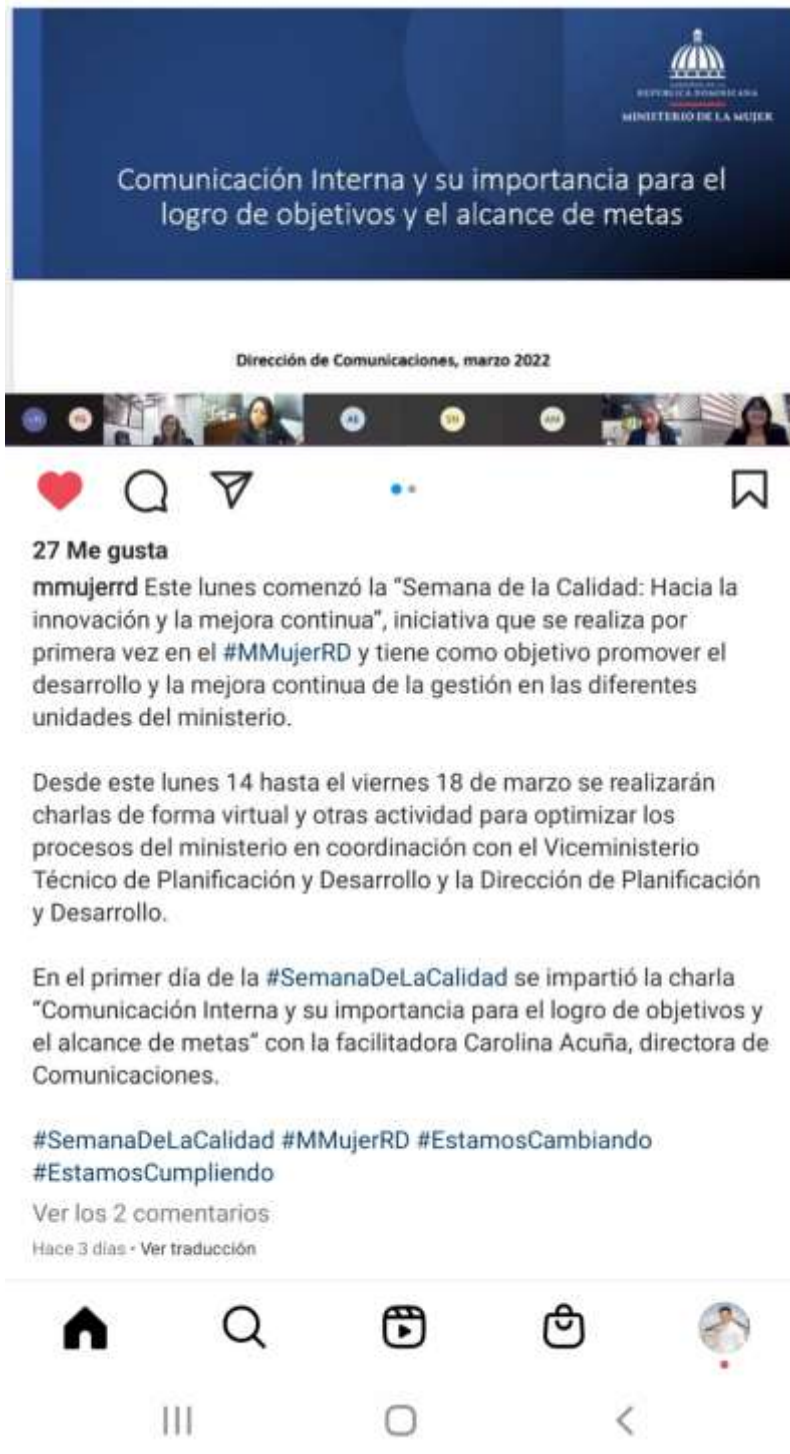 GOBIERNO DE LA
REPÚBLICA DOMINICANA
MINISTERIO DE LA MUJER
Comunicación Interna y su importancia para el
logro de objetivos y el alcance de metas
Dirección de Comunicaciones, marzo 2022
AE
SN
AM
27 Me gusta
mmujerrd Este lunes comenzó la “Semana de la Calidad: Hacia la
innovación y la mejora continua”, iniciativa que se realiza por
primera vez en el #MMujerRD y tiene como objetivo promover el
desarrollo y la mejora continua de la gestión en las diferentes
unidades del ministerio.
Desde este lunes 14 hasta el viernes 18 de marzo se realizarán
charlas de forma virtual y otras actividad para optimizar los
procesos del ministerio en coordinación con el Viceministerio
Técnico de Planificación y Desarrollo y la Dirección de Planificación
y Desarrollo.
En el primer día de la #SemanaDeLaCalidad se impartió la charla
“Comunicación Interna y su importancia para el logro de objetivos y
el alcance de metas” con la facilitadora Carolina Acuña, directora de
Comunicaciones.
#SemanaDeLaCalidad #MMujerRD #EstamosCambiando
#EstamosCumpliendo
Ver los 2 comentarios
Hace 3 días • Ver traducción